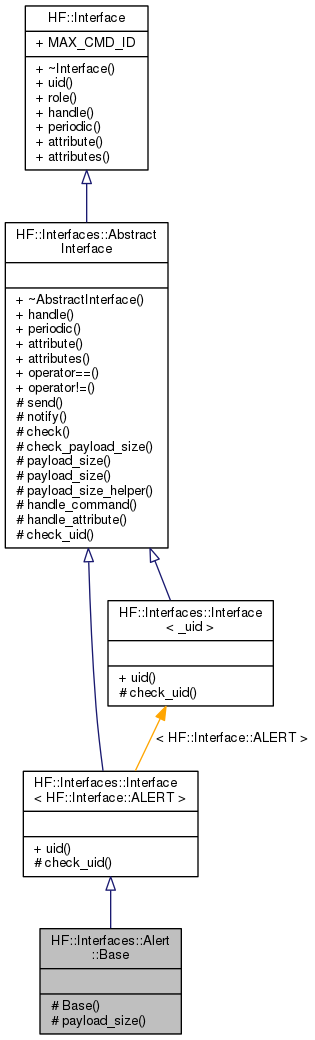 HF::Interface
+ MAX_CMD_ID
+ ~Interface()
+ uid()
+ role()
+ handle()
+ periodic()
+ attribute()
+ attributes()
HF::Interfaces::Abstract
Interface
+ ~AbstractInterface()
+ handle()
+ periodic()
+ attribute()
+ attributes()
+ operator==()
+ operator!=()
# send()
# notify()
# check()
# check_payload_size()
# payload_size()
# payload_size()
# payload_size_helper()
# handle_command()
# handle_attribute()
# check_uid()
HF::Interfaces::Interface
< _uid >
+ uid()
# check_uid()
< HF::Interface::ALERT >
HF::Interfaces::Interface
< HF::Interface::ALERT >
+ uid()
# check_uid()
HF::Interfaces::Alert
::Base
# Base()
# payload_size()